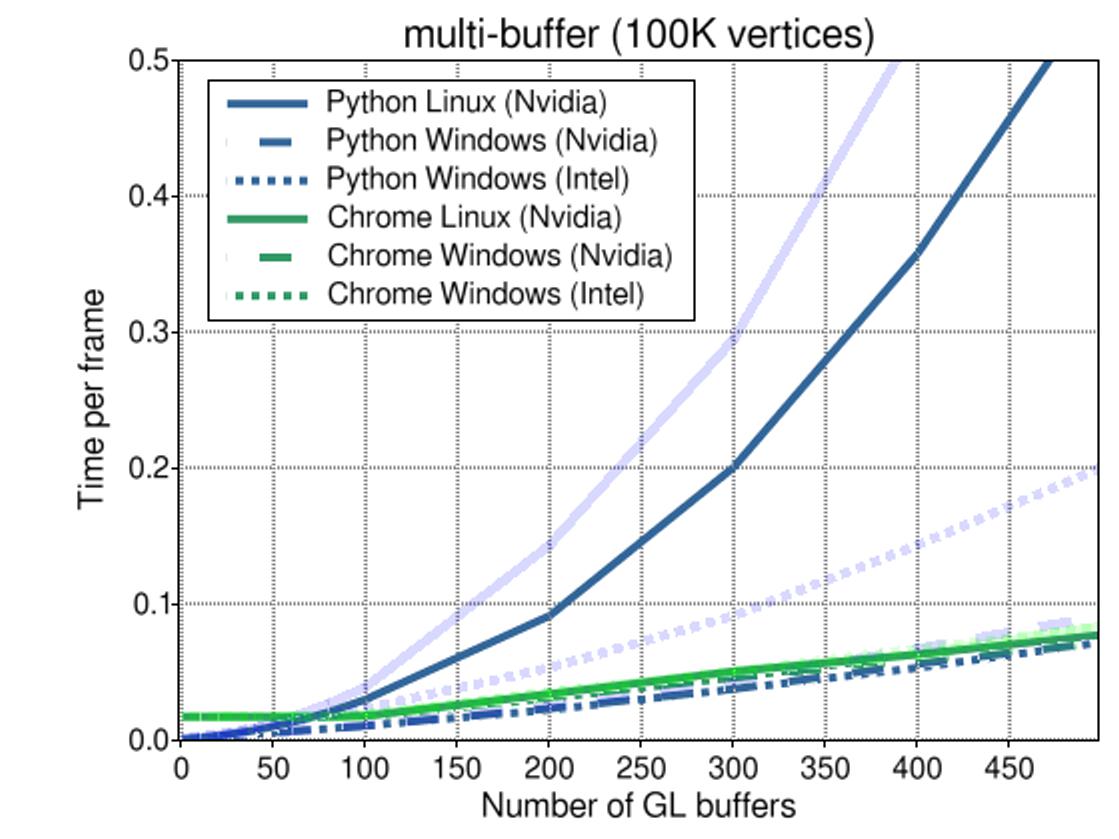 multi-buffer (100K vertices)
0.5
Python Linux (Nvidia)
Python Windows (Nvidia)
Python Windows (Intel)
0.4
Chrome Linux (Nvidia)
Chrome Windows (Nvidia)
Chrome Windows (Intel)
0.3
Time per frame
0.2
0.1
0.0
0 50 100 150 200 250 300 350 400 450
Number of GL buffers